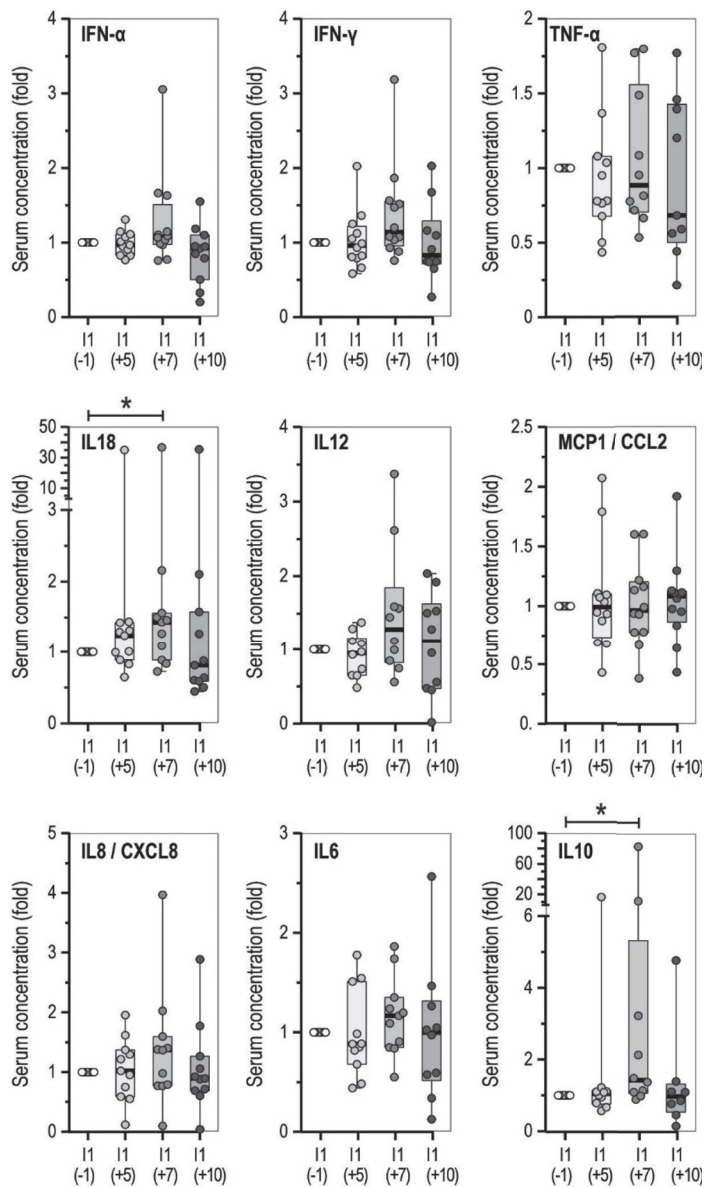 IFN-α
Serum concentration (fold)
4
3
2
1
0
I1 I1 I1 I1
(-1) (+5) (+7) (+10)
IFN-γ
Serum concentration (fold)
4
3
2
1
0
I1 I1 I1 I1
(-1) (+5) (+7) (+10)
TNF-α
Serum concentration (fold)
2
1.5
1
0.5
0
I1 I1 I1 I1
(-1) (+5) (+7) (+10)
*
IL18
Serum concentration (fold)
50
30
10
3
2
1
0
I1 I1 I1 I1
(-1) (+5) (+7) (+10)
IL12
Serum concentration (fold)
4
3
2
1
0
I1 I1 I1 I1
(-1) (+5) (+7) (+10)
MCP1 / CCL2
Serum concentration (fold)
2.5
2
1.5
1
0.5
0.
I1 I1 I1 I1
(-1) (+5) (+7) (+10)
IL8 / CXCL8
Serum concentration (fold)
5
4
3
2
1
0
I1 I1 I1 I1
(-1) (+5) (+7) (+10)
IL6
Serum concentration (fold)
3
2
1
0
I1 I1 I1 I1
(-1) (+5) (+7) (+10)
*
IL10
Serum concentration (fold)
100
80
60
40
20
6
4
2
0
I1 I1 I1 I1
(-1) (+5) (+7) (+10)